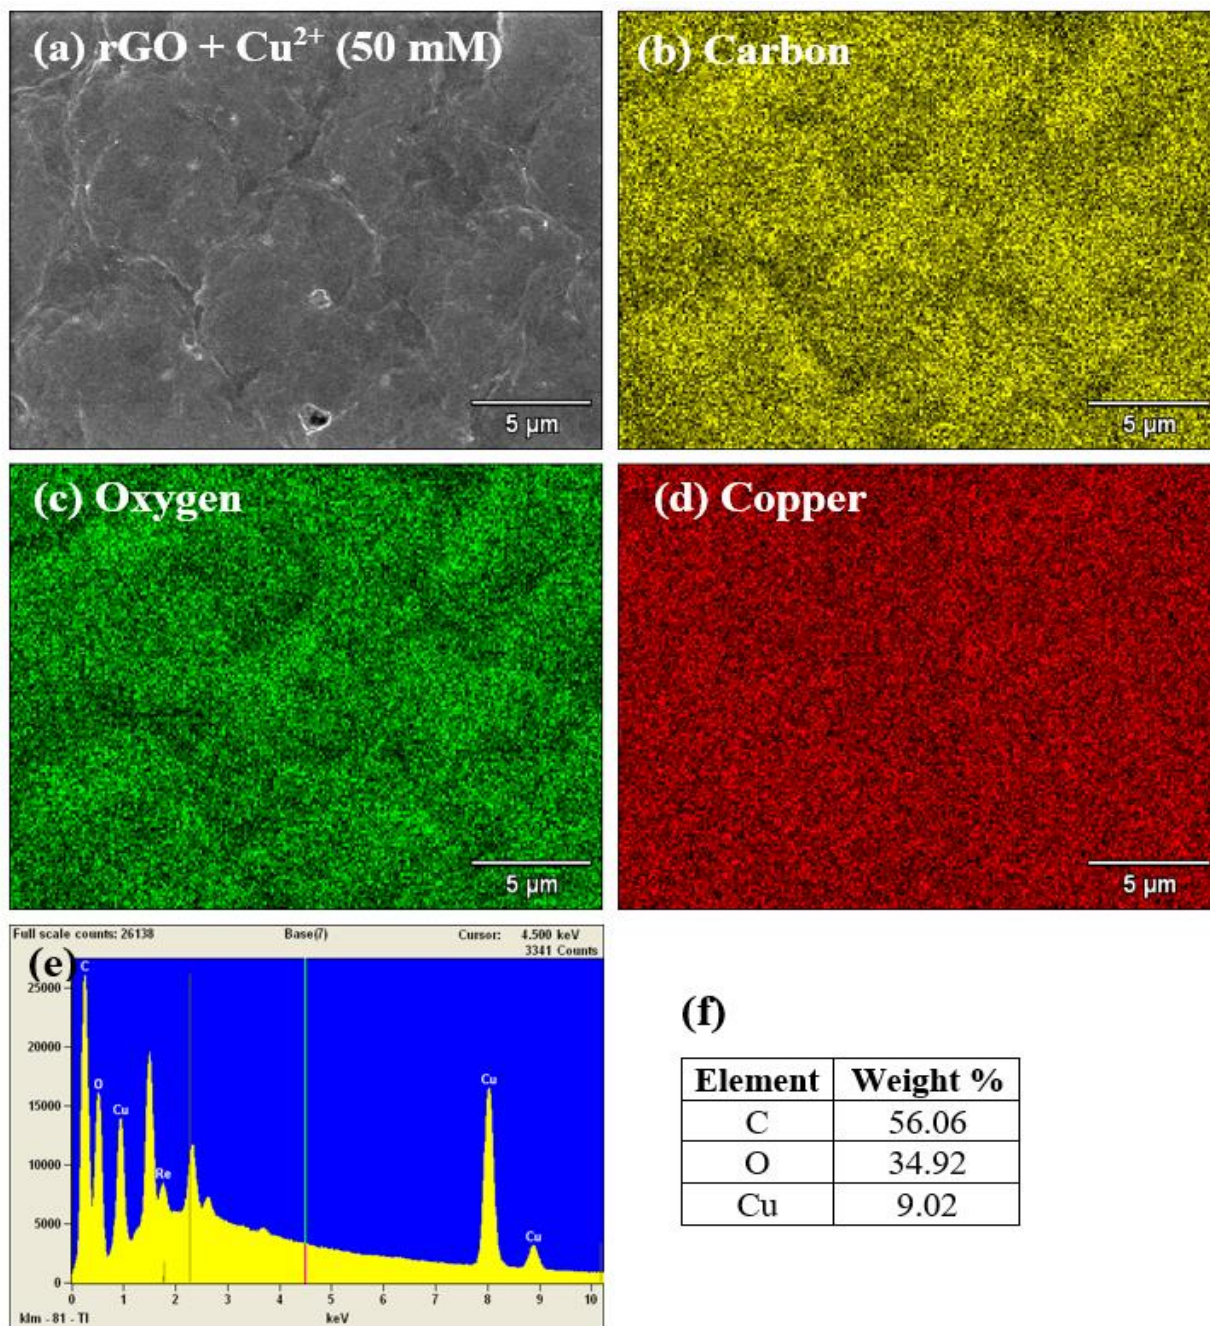 (a) rGO + Cu²⁺ (50 mM)
5 µm
(b) Carbon
5 µm
(c) Oxygen
5 µm
(d) Copper
5 µm
Full scale counts: 26138 Base(7) Cursor: 4.500 keV
3341 Counts
(e)
C
25000
20000
O
Cu
Cu
15000
Re
10000
5000
Cu
0
0 1 2 3 4 5 6 7 8 9 10
klm - 81 - Tl keV
(f)
Element Weight %
C 56.06
O 34.92
Cu 9.02